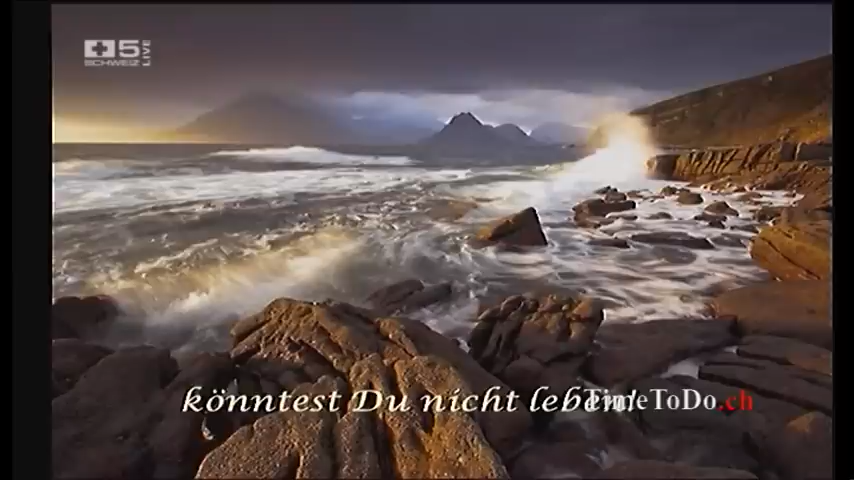 5
SCHWEIZ
LIVE
könntest Du nicht leben.
TimeToDo.ch